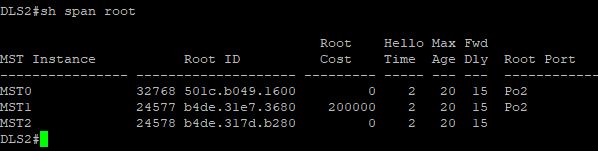 DLS2#sh span root
Root Hello Max Fwd
MST Instance Root ID Cost Time Age Dly Root Port
---------------- -------------------- --------- ----- --- --- ------------
MST0 32768 501c.b049.1600 0 2 20 15 Po2
MST1 24577 b4de.31e7.3680 200000 2 20 15 Po2
MST2 24578 b4de.317d.b280 0 2 20 15
DLS2#